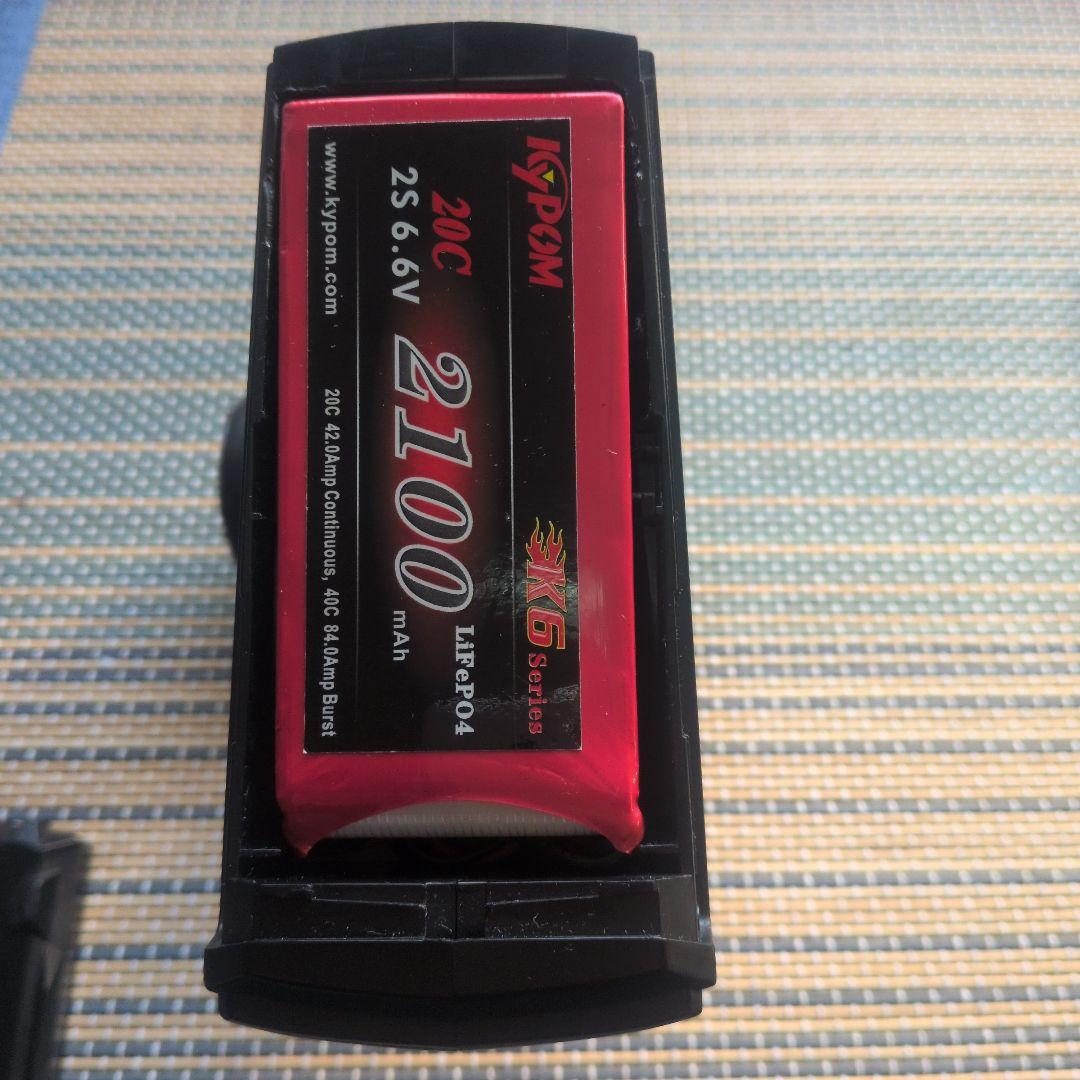 KYPOM
K6 Series
20C
LiFePO4
2S 6.6V 2100 mAh
www.kypom.com
20C 42.0Amp Continuous, 40C 84.0Amp Burst